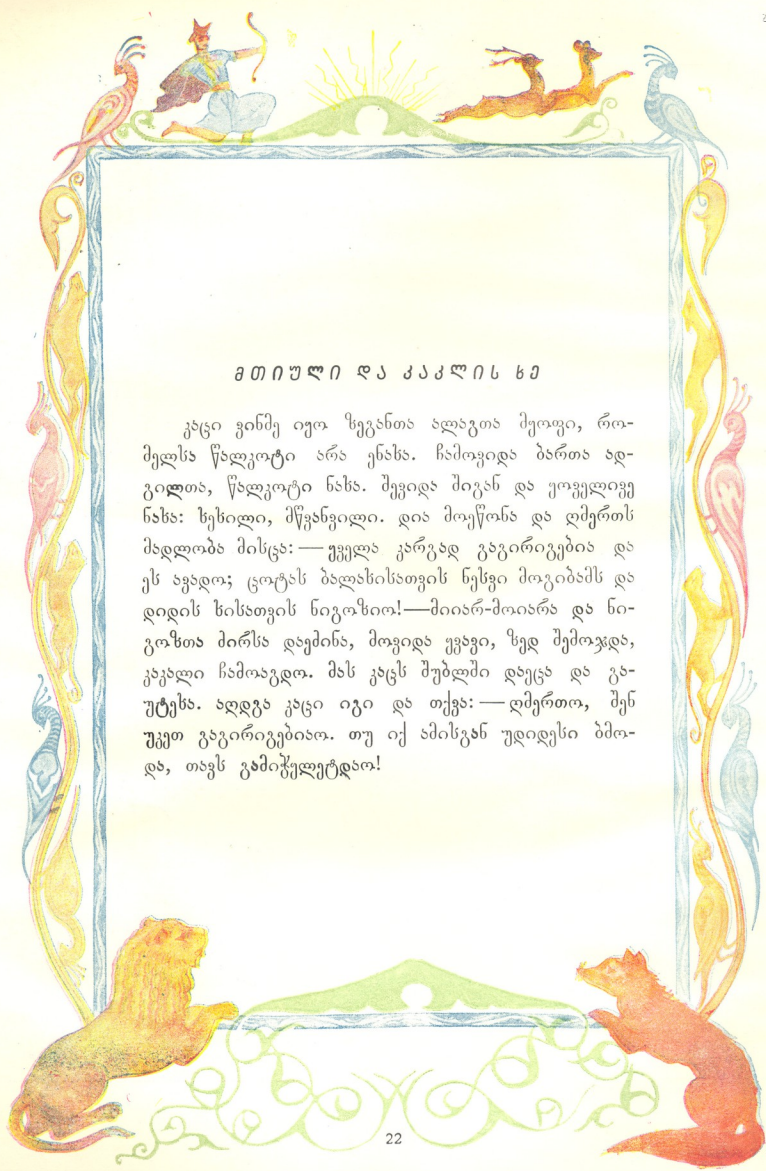 მთიული და კაკლის ხე
კაცი ვინმე იყო ზეგანთა ალაგთა მყოფი, რო-
მელსა წალკოტი არა ენახა. ჩამოვიდა ბართა ად-
გილთა, წალკოტი ნახა. შევიდა შიგან და ყოველივე
ნახა: ხეხილი, მწვანვილი. დია მოეწონა და ღმერთს
მადლობა მისცა: — ყველა კარგად გაგირიგებია და
ეს ავადო; ცოტას ბალახისათვის ნესვი მოგიბამს და
დიდის ხისათვის ნიგოზიო!—მიიარ-მოიარა და ნი-
გოზთა ძირსა დაეძინა, მოვიდა ყვავი, ზედ შემოჯდა,
კაკალი ჩამოაგდო. მას კაცს შუბლში დაეცა და გა-
უტეხა. აღდგა კაცი იგი და თქვა: — ღმერთო, შენ
უკეთ გაგირიგებიაო. თუ იქ ამისგან უდიდესი ბმო-
და, თავს გამიჭყლეტდაო!
22